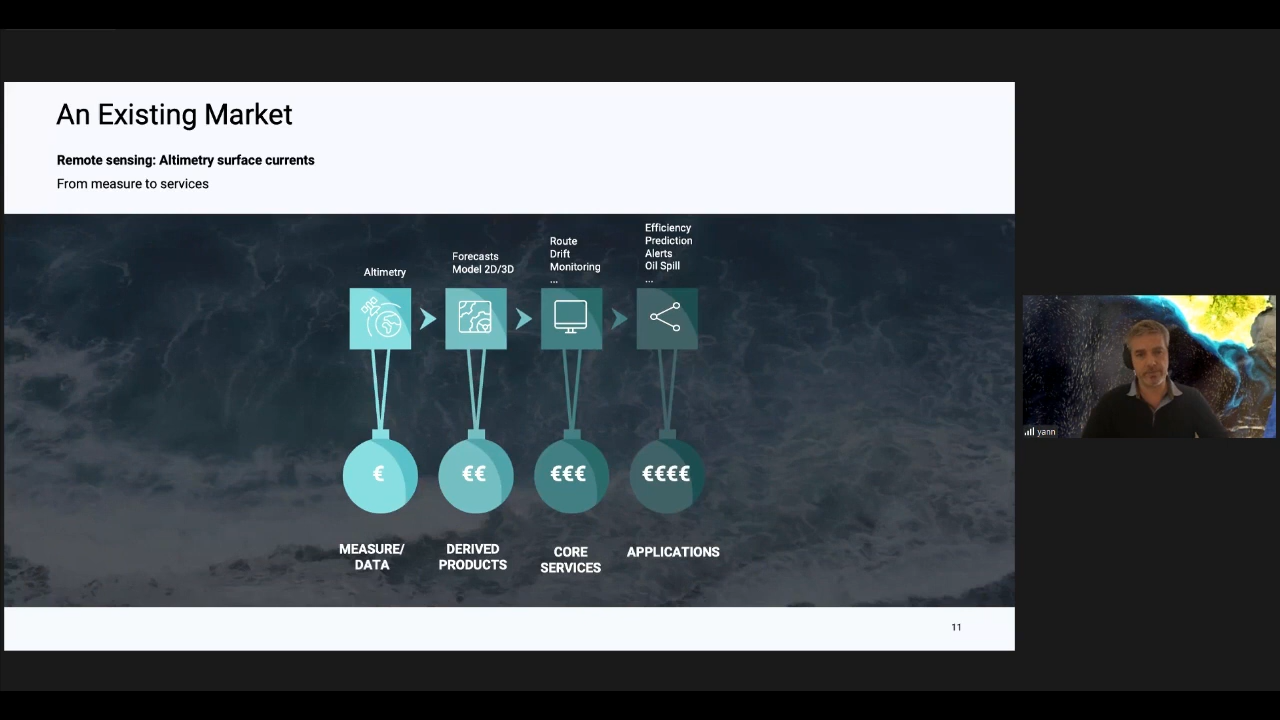 An Existing Market
Remote sensing: Altimetry surface currents
From measure to services
Altimetry
Forecasts
Model 2D/3D
Route
Drift
Monitoring
...
Efficiency
Prediction
Alerts
Oil Spill
...
€
€€
€€€
€€€€
MEASURE/
DATA
DERIVED
PRODUCTS
CORE
SERVICES
APPLICATIONS
11
yann